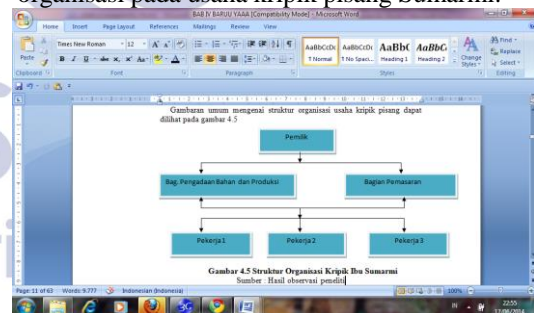 organisasi pada usaha kripik pisang Sumarmi.
BAB IV BARUU YAAA [Compatibility Mode] - Microsoft Word
Home Insert Page Layout References Mailings Review View
Times New Roman 12
Paste
AaBbCcDc AaBbCcDc AaBbC AaBbC
¶ Normal ¶ No Spaci... Heading 1 Heading 2
Change Styles
Find
Replace
Select
Clipboard Font Paragraph Styles Editing
Gambaran umum mengenai struktur organisasi usaha kripik pisang dapat
dilihat pada gambar 4.5
Pemilik
Bag. Pengadaan Bahan dan Produksi Bagian Pemasaran
Pekerja 1 Pekerja 2 Pekerja 3
Gambar 4.5 Struktur Organisasi Kripik Ibu Sumarmi
Sumber : Hasil observasi peneliti
Page: 11 of 63 Words: 9.777 Indonesian (Indonesia) 100%
IN 22:55